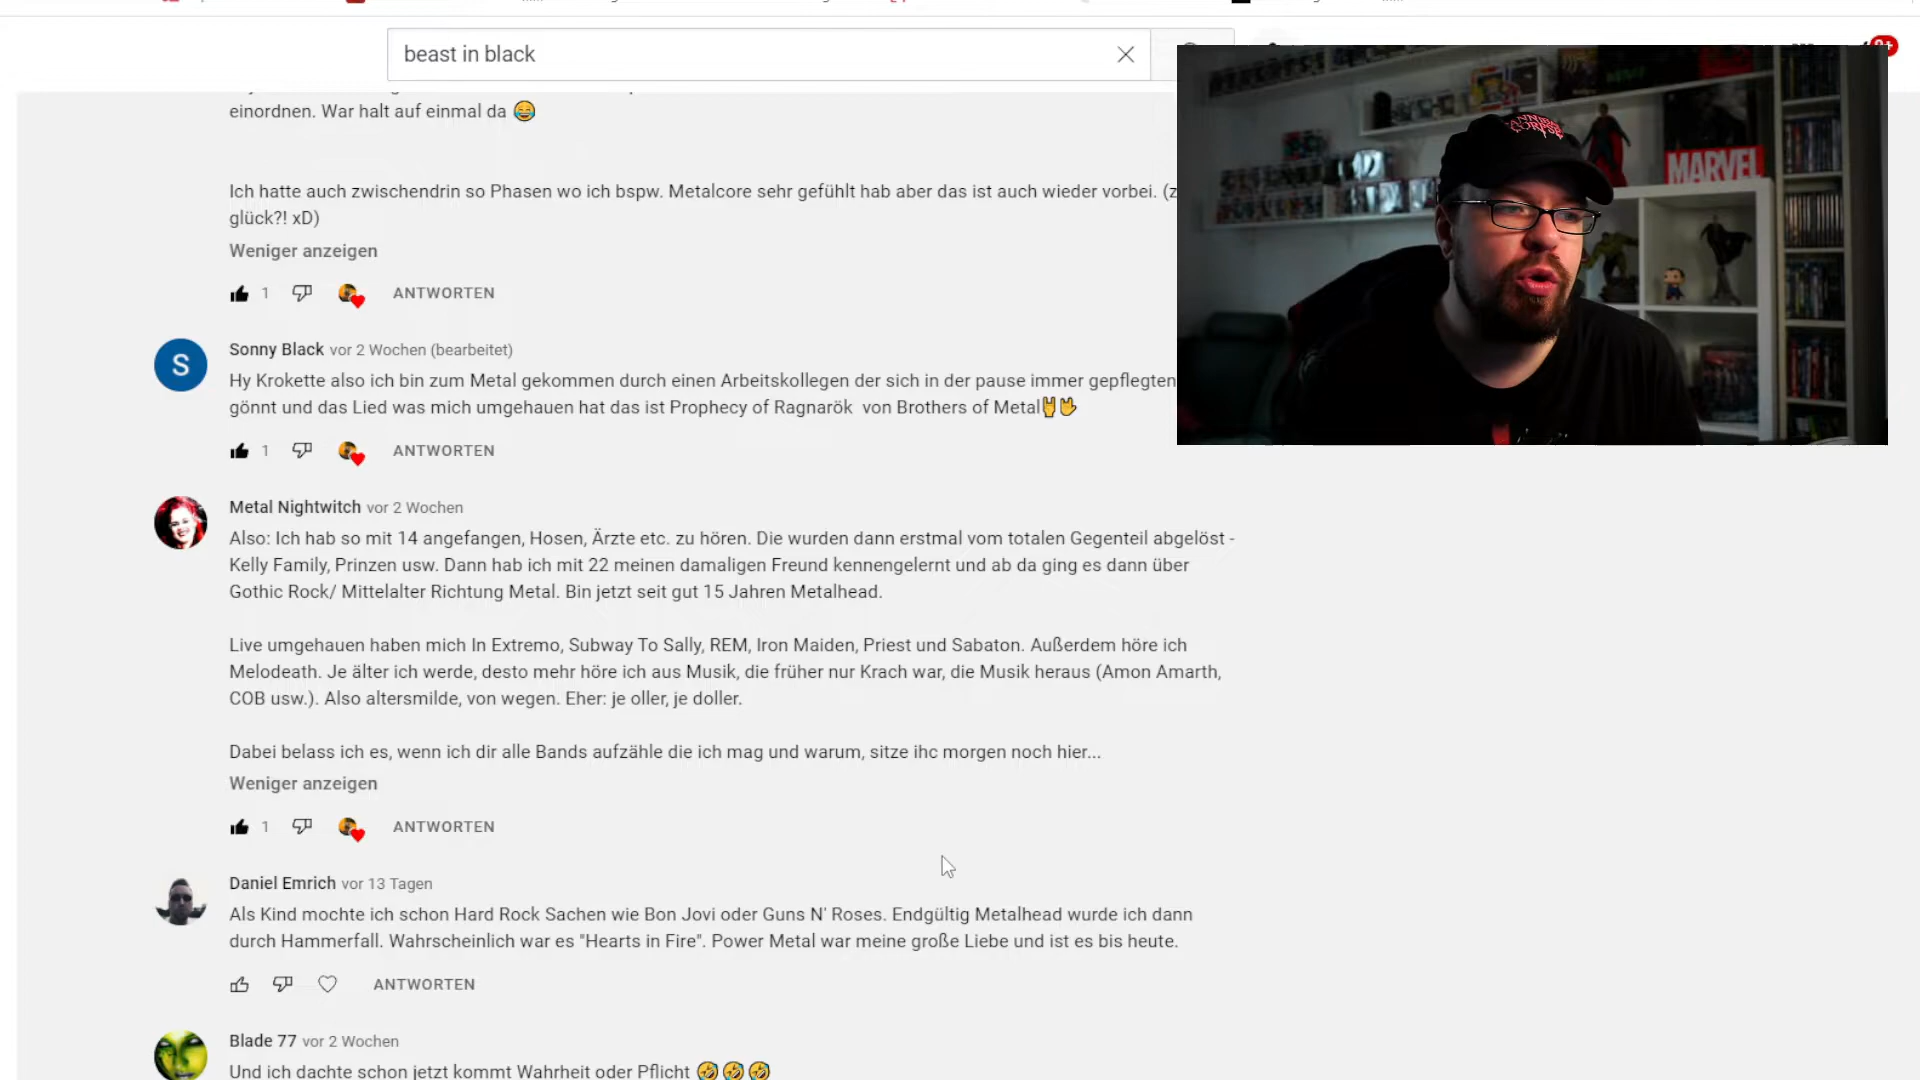 beast in black
9+
einordnen. War halt auf einmal da 😂
Ich hatte auch zwischendrin so Phasen wo ich bspw. Metalcore sehr gefühlt hab aber das ist auch wieder vorbei. (z
glück?! xD)
Weniger anzeigen
1 ANTWORTEN
S
Sonny Black vor 2 Wochen (bearbeitet)
Hy Krokette also ich bin zum Metal gekommen durch einen Arbeitskollegen der sich in der pause immer gepflegten
gönnt und das Lied was mich umgehauen hat das ist Prophecy of Ragnarök von Brothers of Metal🤘🤟
1 ANTWORTEN
Metal Nightwitch vor 2 Wochen
Also: Ich hab so mit 14 angefangen, Hosen, Ärzte etc. zu hören. Die wurden dann erstmal vom totalen Gegenteil abgelöst -
Kelly Family, Prinzen usw. Dann hab ich mit 22 meinen damaligen Freund kennengelernt und ab da ging es dann über
Gothic Rock/ Mittelalter Richtung Metal. Bin jetzt seit gut 15 Jahren Metalhead.
Live umgehauen haben mich In Extremo, Subway To Sally, REM, Iron Maiden, Priest und Sabaton. Außerdem höre ich
Melodeath. Je älter ich werde, desto mehr höre ich aus Musik, die früher nur Krach war, die Musik heraus (Amon Amarth,
COB usw.). Also altersmilde, von wegen. Eher: je oller, je doller.
Dabei belass ich es, wenn ich dir alle Bands aufzähle die ich mag und warum, sitze ihc morgen noch hier...
Weniger anzeigen
1 ANTWORTEN
Daniel Emrich vor 13 Tagen
Als Kind mochte ich schon Hard Rock Sachen wie Bon Jovi oder Guns N' Roses. Endgültig Metalhead wurde ich dann
durch Hammerfall. Wahrscheinlich war es "Hearts in Fire". Power Metal war meine große Liebe und ist es bis heute.
ANTWORTEN
Blade 77 vor 2 Wochen
Und ich dachte schon jetzt kommt Wahrheit oder Pflicht 🤣🤣🤣
CANNIBAL
CORPSE
MARVEL